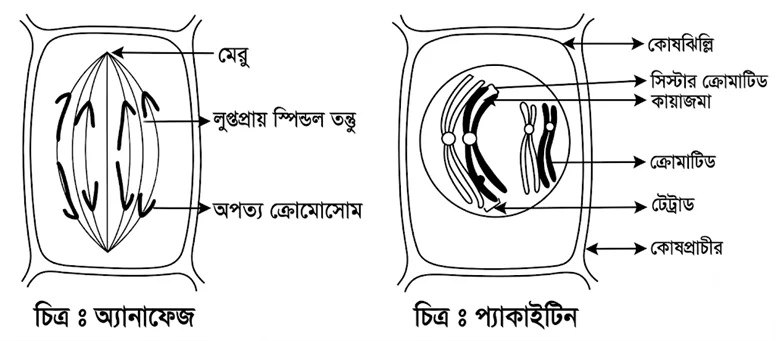 মেরু
লুপ্তপ্রায় স্পিন্ডল তন্তু
অপত্য ক্রোমোসোম
চিত্র : অ্যানাফেজ
কোষঝিল্লি
সিস্টার ক্রোমাটিড
কায়াজমা
ক্রোমাটিড
টেট্রাড
কোষপ্রাচীর
চিত্র : প্যাকাইটিন